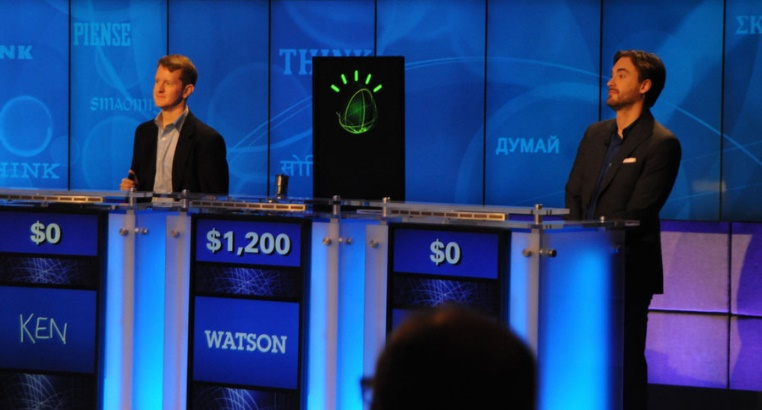 PIENSE
THINK
ДУМАЙ
THINK
$0
$1,200
$0
KEN
WATSON